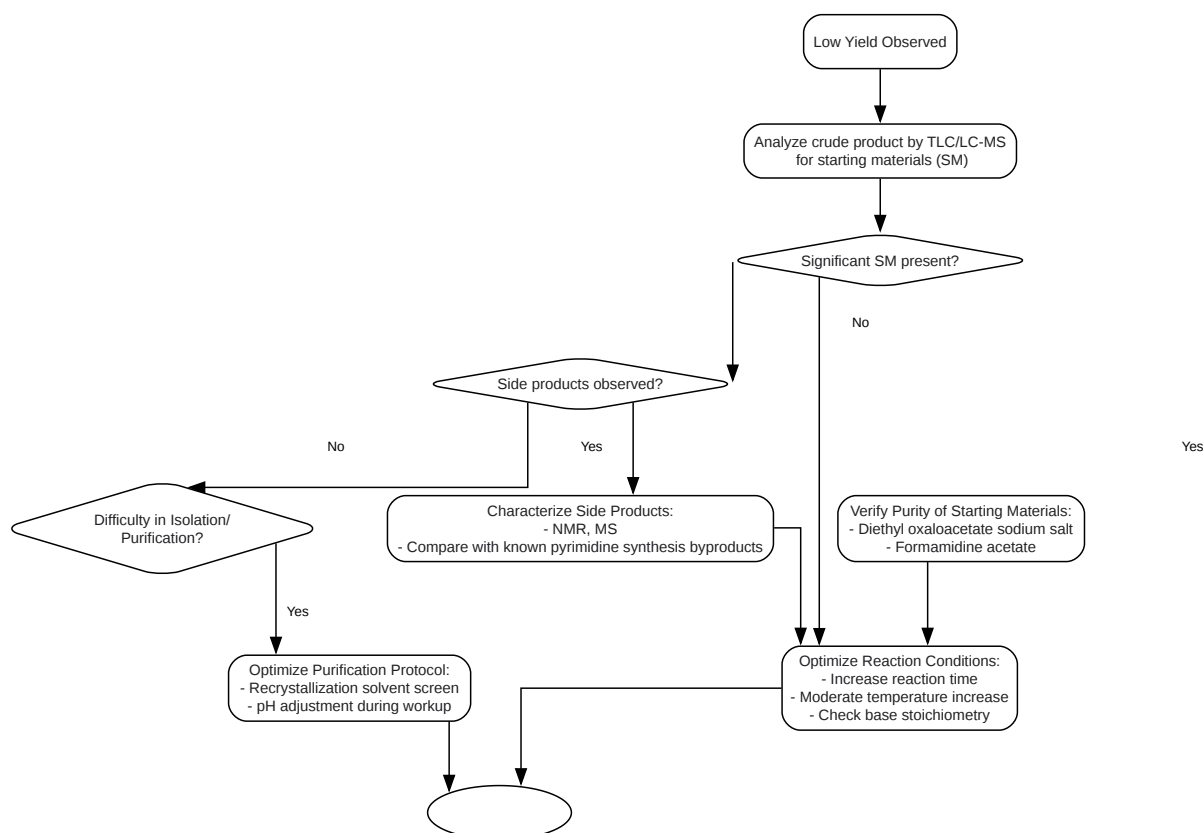 Low Yield Observed
Analyze crude product by TLC/LC-MS
for starting materials (SM)
Significant SM present?
No
Side products observed?
No
Yes
Yes
Difficulty in Isolation/
Purification?
Characterize Side Products:
- NMR, MS
- Compare with known pyrimidine synthesis byproducts
Verify Purity of Starting Materials:
- Diethyl oxaloacetate sodium salt
- Formamidine acetate
Yes
Optimize Purification Protocol:
- Recrystallization solvent screen
- pH adjustment during workup
Optimize Reaction Conditions:
- Increase reaction time
- Moderate temperature increase
- Check base stoichiometry